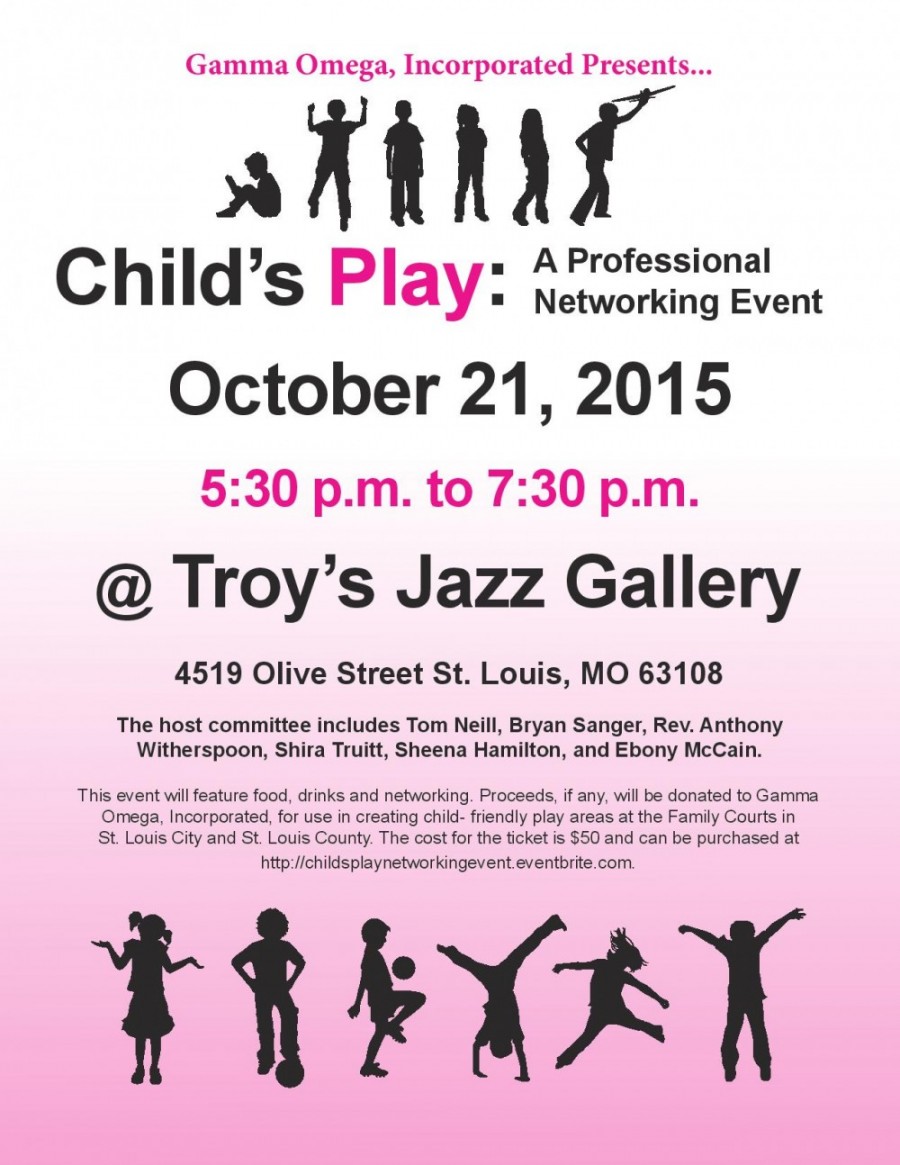 Gamma Omega, Incorporated Presents...
Child's Play: A Professional
Networking Event
October 21, 2015
5:30 p.m. to 7:30 p.m.
@ Troy's Jazz Gallery
4519 Olive Street St. Louis, MO 63108
The host committee includes Tom Neill, Bryan Sanger, Rev. Anthony
Witherspoon, Shira Truitt, Sheena Hamilton, and Ebony McCain.
This event will feature food, drinks and networking. Proceeds, if any, will be donated to Gamma
Omega, Incorporated, for use in creating child- friendly play areas at the Family Courts in
St. Louis City and St. Louis County. The cost for the ticket is $50 and can be purchased at
http://childsplaynetworkingevent.eventbrite.com.